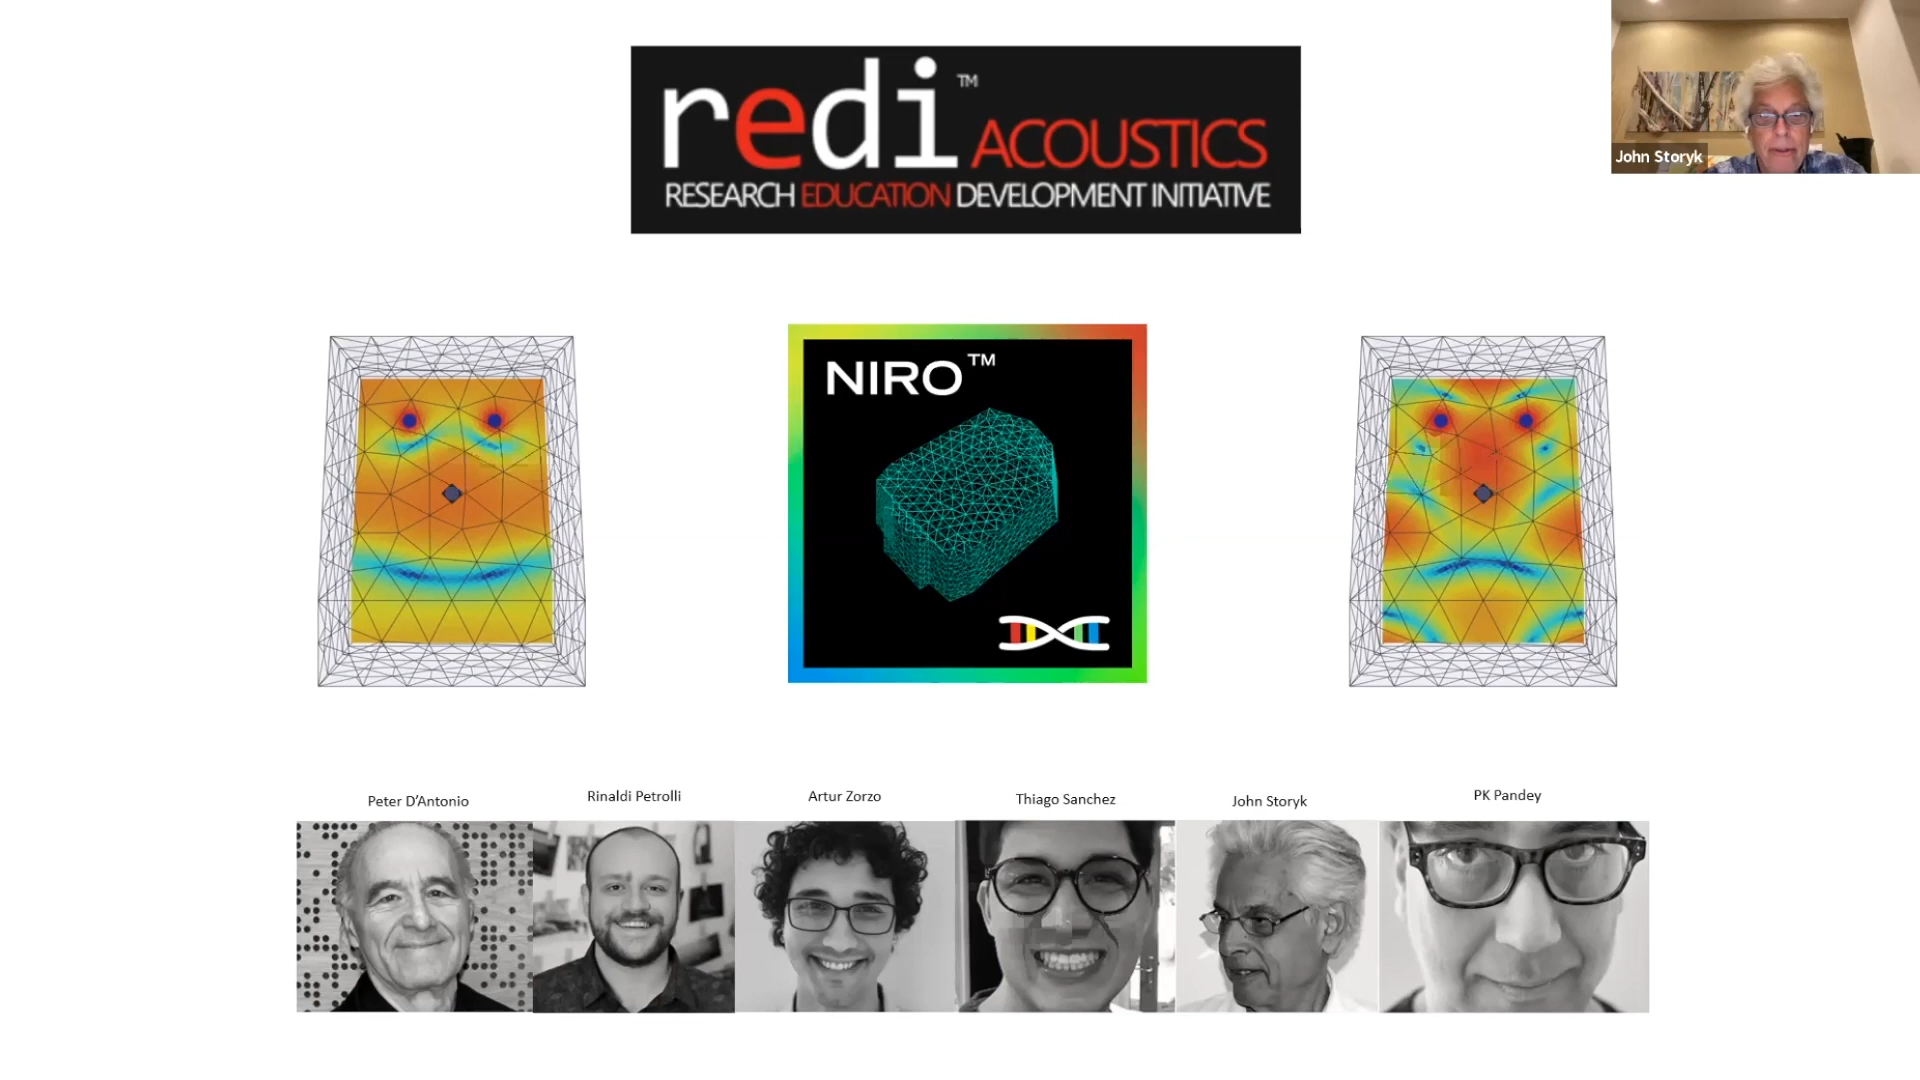 redi™ ACOUSTICS
RESEARCH EDUCATION DEVELOPMENT INITIATIVE
John Storyk
NIRO™
Peter D'Antonio
Rinaldi Petrolli
Artur Zorzo
Thiago Sanchez
John Storyk
PK Pandey